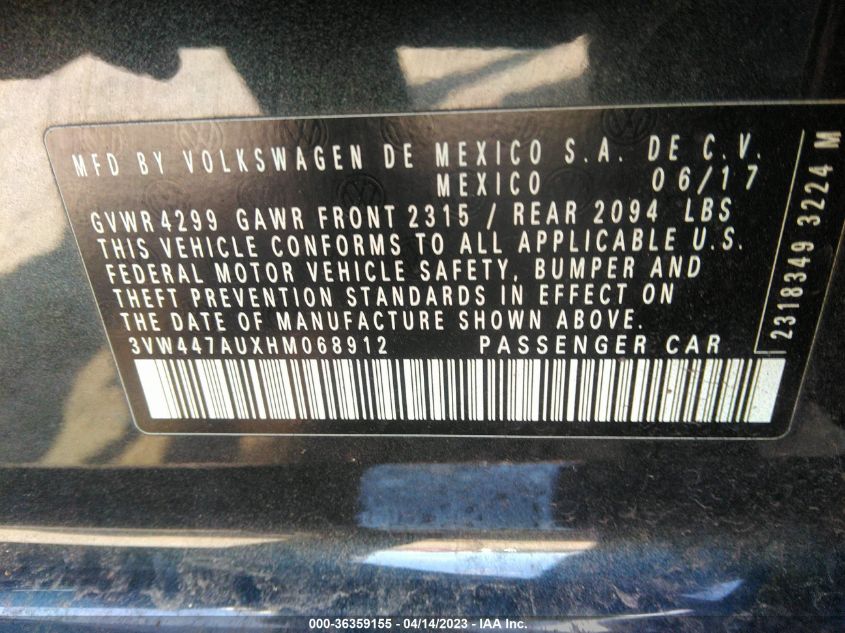 MFD BY VOLKSWAGEN DE MEXICO S.A. DE C.V.
MEXICO 06/17
GVWR4299 GAWR FRONT 2315 / REAR 2094 LBS
THIS VEHICLE CONFORMS TO ALL APPLICABLE U.S.
FEDERAL MOTOR VEHICLE SAFETY, BUMPER AND
THEFT PREVENTION STANDARDS IN EFFECT ON
THE DATE OF MANUFACTURE SHOWN ABOVE.
3VW447AUXHM068912 PASSENGER CAR
2318349 3224 M
000-36359155 - 04/14/2023 - IAA Inc.